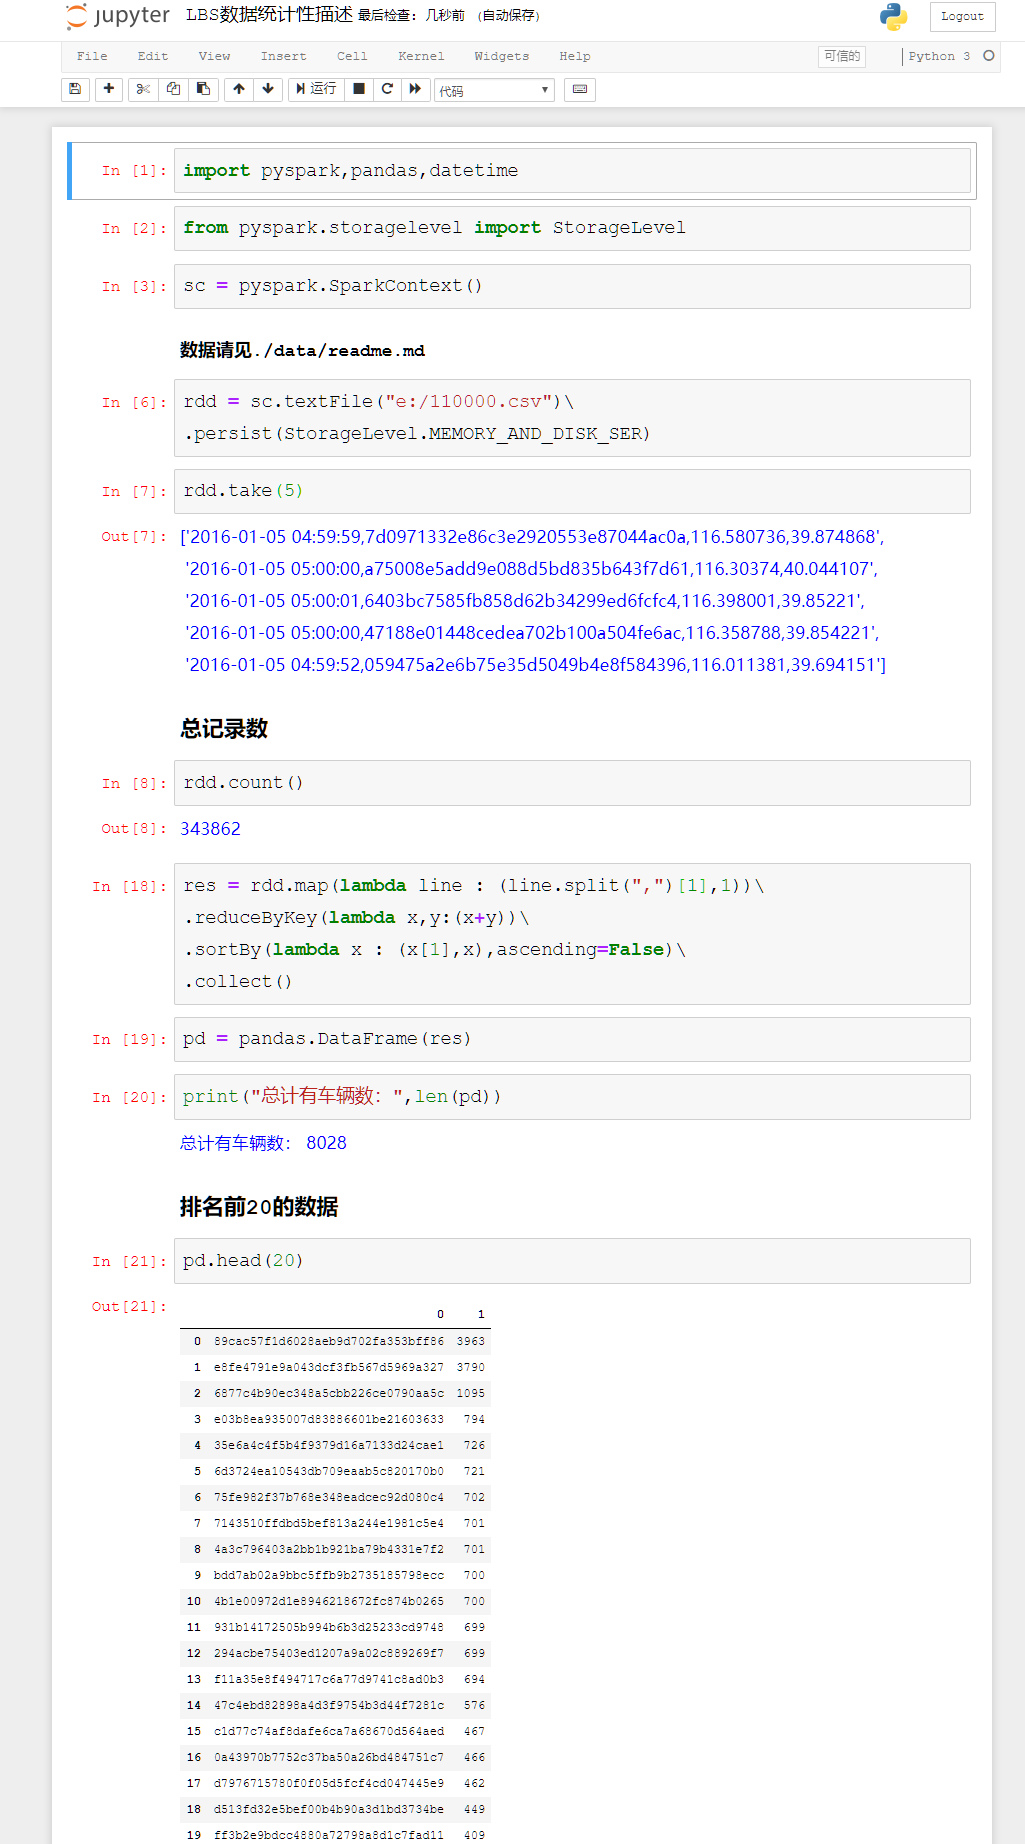 jupyter LBS数据统计性描述 最后检查: 几秒前 (自动保存) Logout
File Edit View Insert Cell Kernel Widgets Help 可信的 Python 3
运行 代码
In [1]: import pyspark,pandas,datetime
In [2]: from pyspark.storagelevel import StorageLevel
In [3]: sc = pyspark.SparkContext()
数据请见./data/readme.md
In [6]: rdd = sc.textFile("e:/110000.csv")\
.persist(StorageLevel.MEMORY_AND_DISK_SER)
In [7]: rdd.take(5)
Out[7]: ['2016-01-05 04:59:59,7d0971332e86c3e2920553e87044ac0a,116.580736,39.874868',
'2016-01-05 05:00:00,a75008e5add9e088d5bd835b643f7d61,116.30374,40.044107',
'2016-01-05 05:00:01,6403bc7585fb858d62b34299ed6fcfc4,116.398001,39.85221',
'2016-01-05 05:00:00,47188e01448cedea702b100a504fe6ac,116.358788,39.854221',
'2016-01-05 04:59:52,059475a2e6b75e35d5049b4e8f584396,116.011381,39.694151']
总记录数
In [8]: rdd.count()
Out[8]: 343862
In [18]: res = rdd.map(lambda line : (line.split(",")[1],1))\
.reduceByKey(lambda x,y:(x+y))\
.sortBy(lambda x : (x[1],x),ascending=False)\
.collect()
In [19]: pd = pandas.DataFrame(res)
In [20]: print("总计有车辆数: ",len(pd))
总计有车辆数: 8028
排名前20的数据
In [21]: pd.head(20)
Out[21]: 0 1
0 89cac57f1d6028aeb9d702fa353bff86 3963
1 e8fe4791e9a043dcf3fb567d5969a327 3790
2 6877c4b90ec348a5cbb226ce0790aa5c 1095
3 e03b8ea935007d83886601be21603633 794
4 35e6a4c4f5b4f9379d16a7133d24cae1 726
5 6d3724ea10543db709eaab5c820170b0 721
6 75fe982f37b768e348eadcec92d080c4 702
7 7143510ffdbd5bef813a244e1981c5e4 701
8 4a3c796403a2bb1b921ba79b4331e7f2 701
9 bdd7ab02a9bbc5ffb9b2735185798ecc 700
10 4b1e00972d1e8946218672fc874b0265 700
11 931b14172505b994b6b3d25233cd9748 699
12 294acbe75403ed1207a9a02c889269f7 699
13 f11a35e8f494717c6a77d9741c8ad0b3 694
14 47c4ebd82898a4d3f9754b3d44f7281c 576
15 c1d77c74af8dafe6ca7a68670d564aed 467
16 0a43970b7752c37ba50a26bd484751c7 466
17 d7976715780f0f05d5fcf4cd047445e9 462
18 d513fd32e5bef00b4b90a3d1bd3734be 449
19 ff3b2e9bdcc4880a72798a8d1c7fad11 409